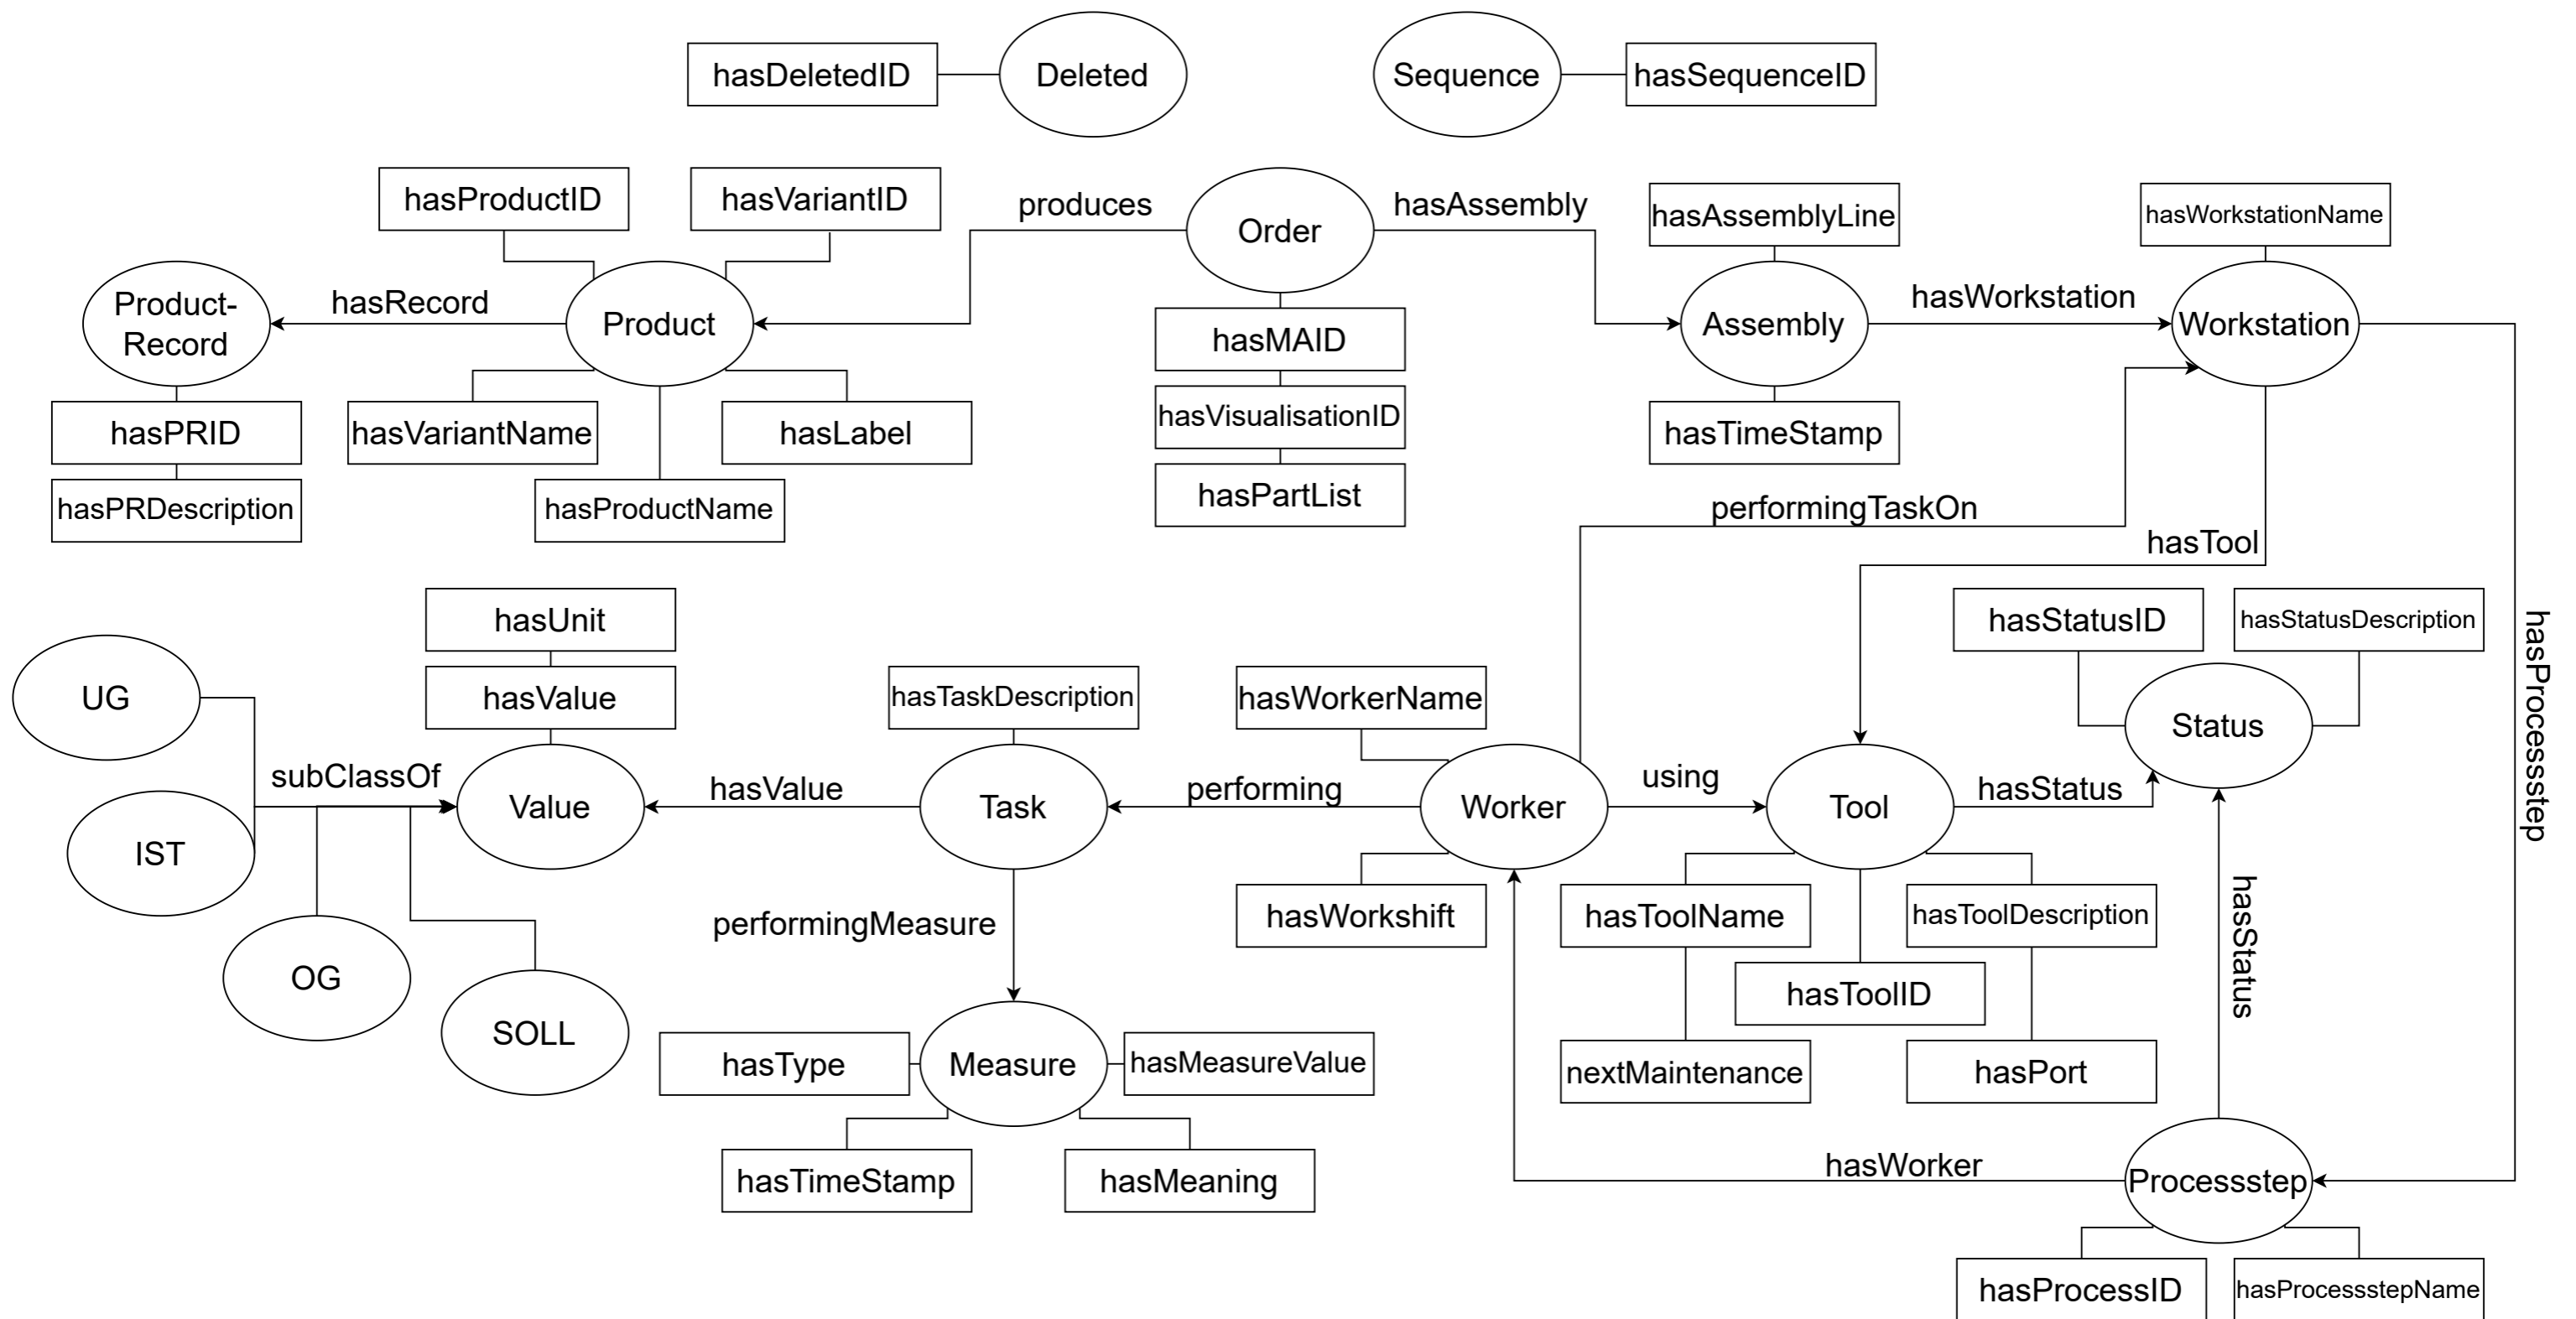 hasDeletedID
Deleted
Sequence
hasSequenceID
hasProductID
hasVariantID
produces
Order
hasAssembly
hasAssemblyLine
hasWorkstationName
Product-
Record
hasRecord
Product
Assembly
hasWorkstation
Workstation
hasMAID
hasVisualisationID
hasPartList
hasPRID
hasPRDescription
hasVariantName
hasLabel
hasProductName
hasTimeStamp
performingTaskOn
hasTool
hasProcessstep
hasUnit
hasValue
hasTaskDescription
hasWorkerName
hasStatusID
hasStatusDescription
UG
IST
subClassOf
Value
hasValue
Task
performing
Worker
using
Tool
hasStatus
Status
OG
SOLL
performingMeasure
hasWorkshift
hasToolName
hasToolDescription
hasToolID
hasStatus
nextMaintenance
hasPort
hasType
Measure
hasMeasureValue
hasTimeStamp
hasMeaning
hasWorker
Processstep
hasProcessID
hasProcessstepName